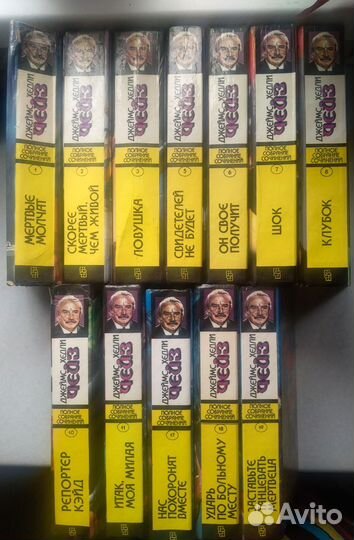 ДЖЕЙМС ХЕДЛИ
ЧЕЙЗ
ПОЛНОЕ
СОБРАНИЕ
СОЧИНЕНИЙ
1
МЕРТВЫЕ
МОЛЧАТ
ДЖЕЙМС ХЕДЛИ
ЧЕЙЗ
ПОЛНОЕ
СОБРАНИЕ
СОЧИНЕНИЙ
2
СКОРЕЕ
МЕРТВЫЙ,
ЧЕМ ЖИВОЙ
ДЖЕЙМС ХЕДЛИ
ЧЕЙЗ
ПОЛНОЕ
СОБРАНИЕ
СОЧИНЕНИЙ
3
ЛОВУШКА
ДЖЕЙМС ХЕДЛИ
ЧЕЙЗ
ПОЛНОЕ
СОБРАНИЕ
СОЧИНЕНИЙ
5
СВИДЕТЕЛЕЙ
НЕ БУДЕТ
ДЖЕЙМС ХЕДЛИ
ЧЕЙЗ
ПОЛНОЕ
СОБРАНИЕ
СОЧИНЕНИЙ
6
ОН СВОЕ
ПОЛУЧИТ
ДЖЕЙМС ХЕДЛИ
ЧЕЙЗ
ПОЛНОЕ
СОБРАНИЕ
СОЧИНЕНИЙ
7
ШОК
ДЖЕЙМС ХЕДЛИ
ЧЕЙЗ
ПОЛНОЕ
СОБРАНИЕ
СОЧИНЕНИЙ
8
КЛУБОК
ДЖЕЙМС ХЕДЛИ
ЧЕЙЗ
ПОЛНОЕ
СОБРАНИЕ
СОЧИНЕНИЙ
10
РЕПОРТЕР
КЭЙД
ДЖЕЙМС ХЕДЛИ
ЧЕЙЗ
ПОЛНОЕ
СОБРАНИЕ
СОЧИНЕНИЙ
11
ИТАК,
МОЯ МИЛАЯ
ДЖЕЙМС ХЕДЛИ
ЧЕЙЗ
ПОЛНОЕ
СОБРАНИЕ
СОЧИНЕНИЙ
17
НАС
ПОХОРОНЯТ
ВМЕСТЕ
ДЖЕЙМС ХЕДЛИ
ЧЕЙЗ
ПОЛНОЕ
СОБРАНИЕ
СОЧИНЕНИЙ
18
УДАРЬ
ПО БОЛЬНОМУ
МЕСТУ
ДЖЕЙМС ХЕДЛИ
ЧЕЙЗ
ПОЛНОЕ
СОБРАНИЕ
СОЧИНЕНИЙ
19
ЗАСТАВЬТЕ
ТАНЦЕВАТЬ
МЕРТВЕЦА
Avito